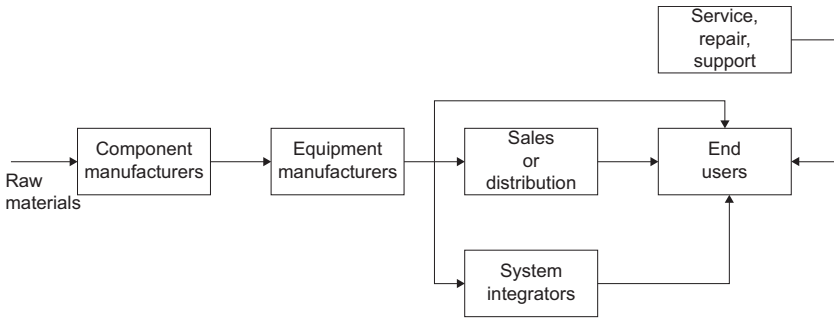 Service,
repair,
support
Raw
materials
Component
manufacturers
Equipment
manufacturers
Sales
or
distribution
End
users
System
integrators